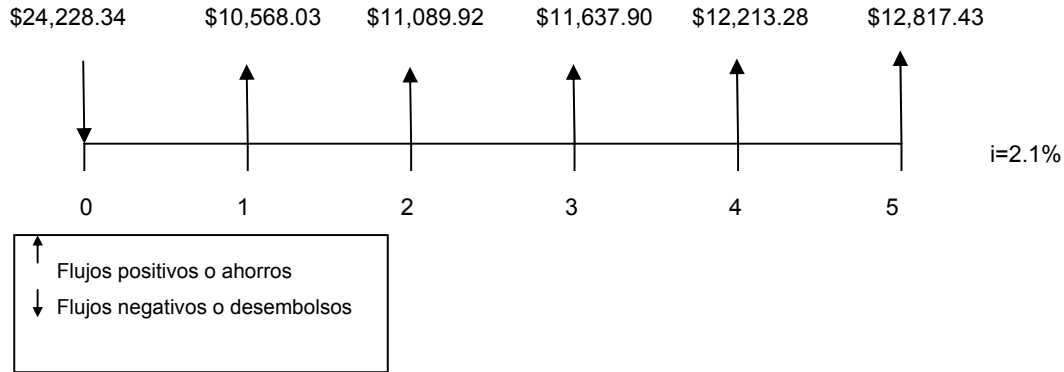 $24,228.34 $10,568.03 $11,089.92 $11,637.90 $12,213.28 $12,817.43
i=2.1%
0 1 2 3 4 5
Flujos positivos o ahorros
Flujos negativos o desembolsos